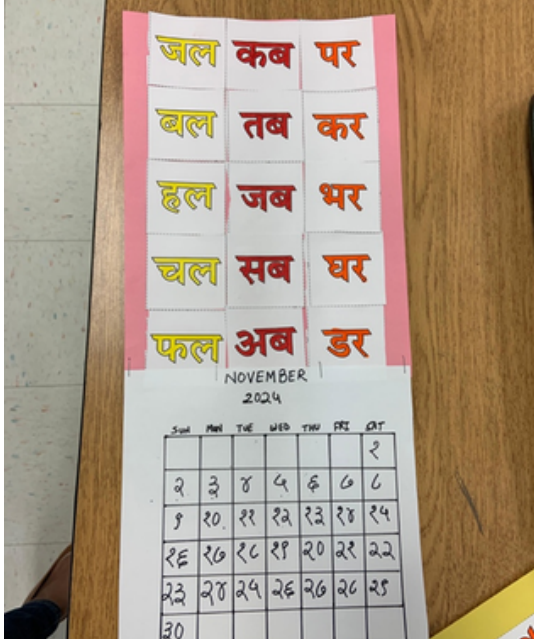 जल कब पर
बल तब कर
हल जब भर
चल सब घर
फल अब डर
NOVEMBER
2024
SUN MON TUE WED THU FRI SAT
१
२ ३ ४ ५ ६ ७ ८
९ १० ११ १२ १३ १४ १५
१६ १७ १८ १९ २० २१ २२
२३ २४ २५ २६ २७ २८ २९
३०